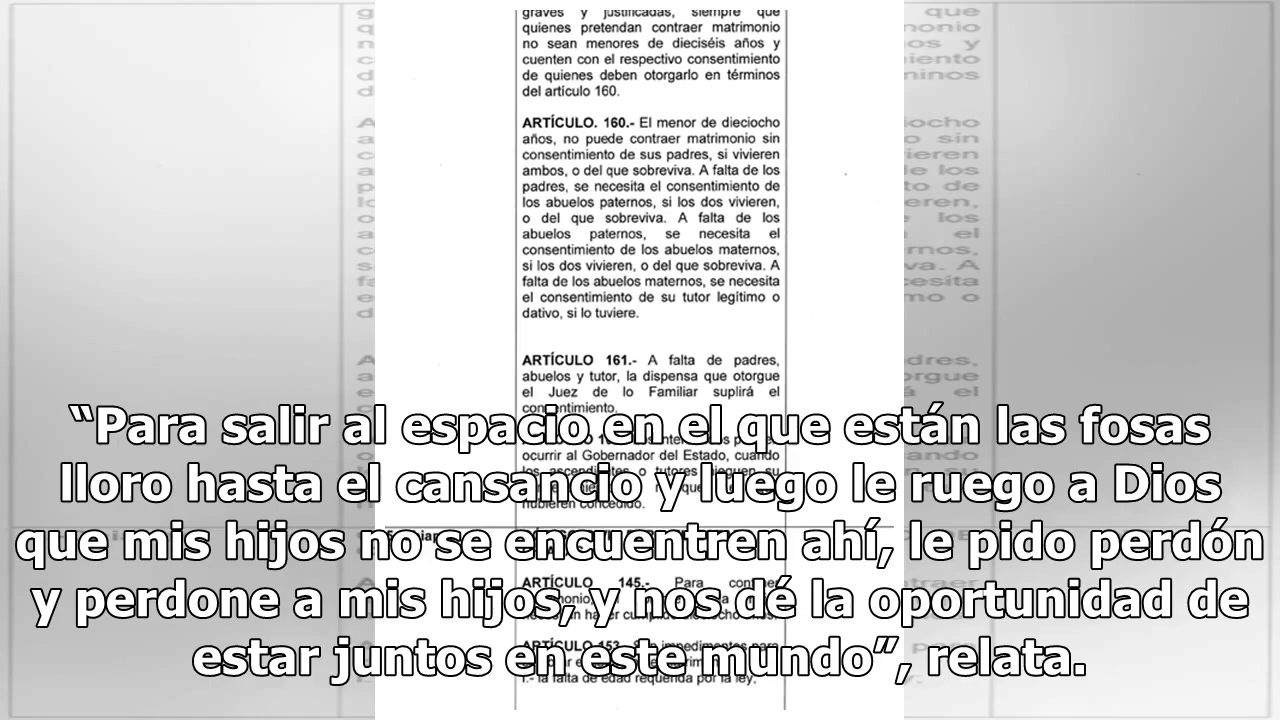 graves y justificadas, siempre que
quienes pretendan contraer matrimonio
no sean menores de dieciséis años y
cuenten con el respectivo consentimiento
de quienes deben otorgarlo en términos
del artículo 160.
ARTÍCULO. 160.- El menor de dieciocho
años, no puede contraer matrimonio sin
consentimiento de sus padres, si vivieren
ambos, o del que sobreviva. A falta de los
padres, se necesita el consentimiento de
los abuelos paternos, si los dos vivieren,
o del que sobreviva. A falta de los
abuelos paternos, se necesita el
consentimiento de los abuelos maternos,
si los dos vivieren, o del que sobreviva. A
falta de los abuelos maternos, se necesita
el consentimiento de su tutor legítimo o
dativo, si lo tuviere.
ARTÍCULO 161.- A falta de padres,
abuelos y tutor, la dispensa que otorgue
el Juez de lo Familiar suplirá el
consentimiento.
ocurrir al Gobernador del Estado, cuando
hubieren concedido.
ARTÍCULO 145.- Para
ARTÍCULO 153.-
I.- la falta de edad requerida por la ley;
“Para salir al espacio en el que están las fosas
lloro hasta el cansancio y luego le ruego a Dios
que mis hijos no se encuentren ahí, le pido perdón
y perdone a mis hijos, y nos dé la oportunidad de
estar juntos en este mundo”, relata.